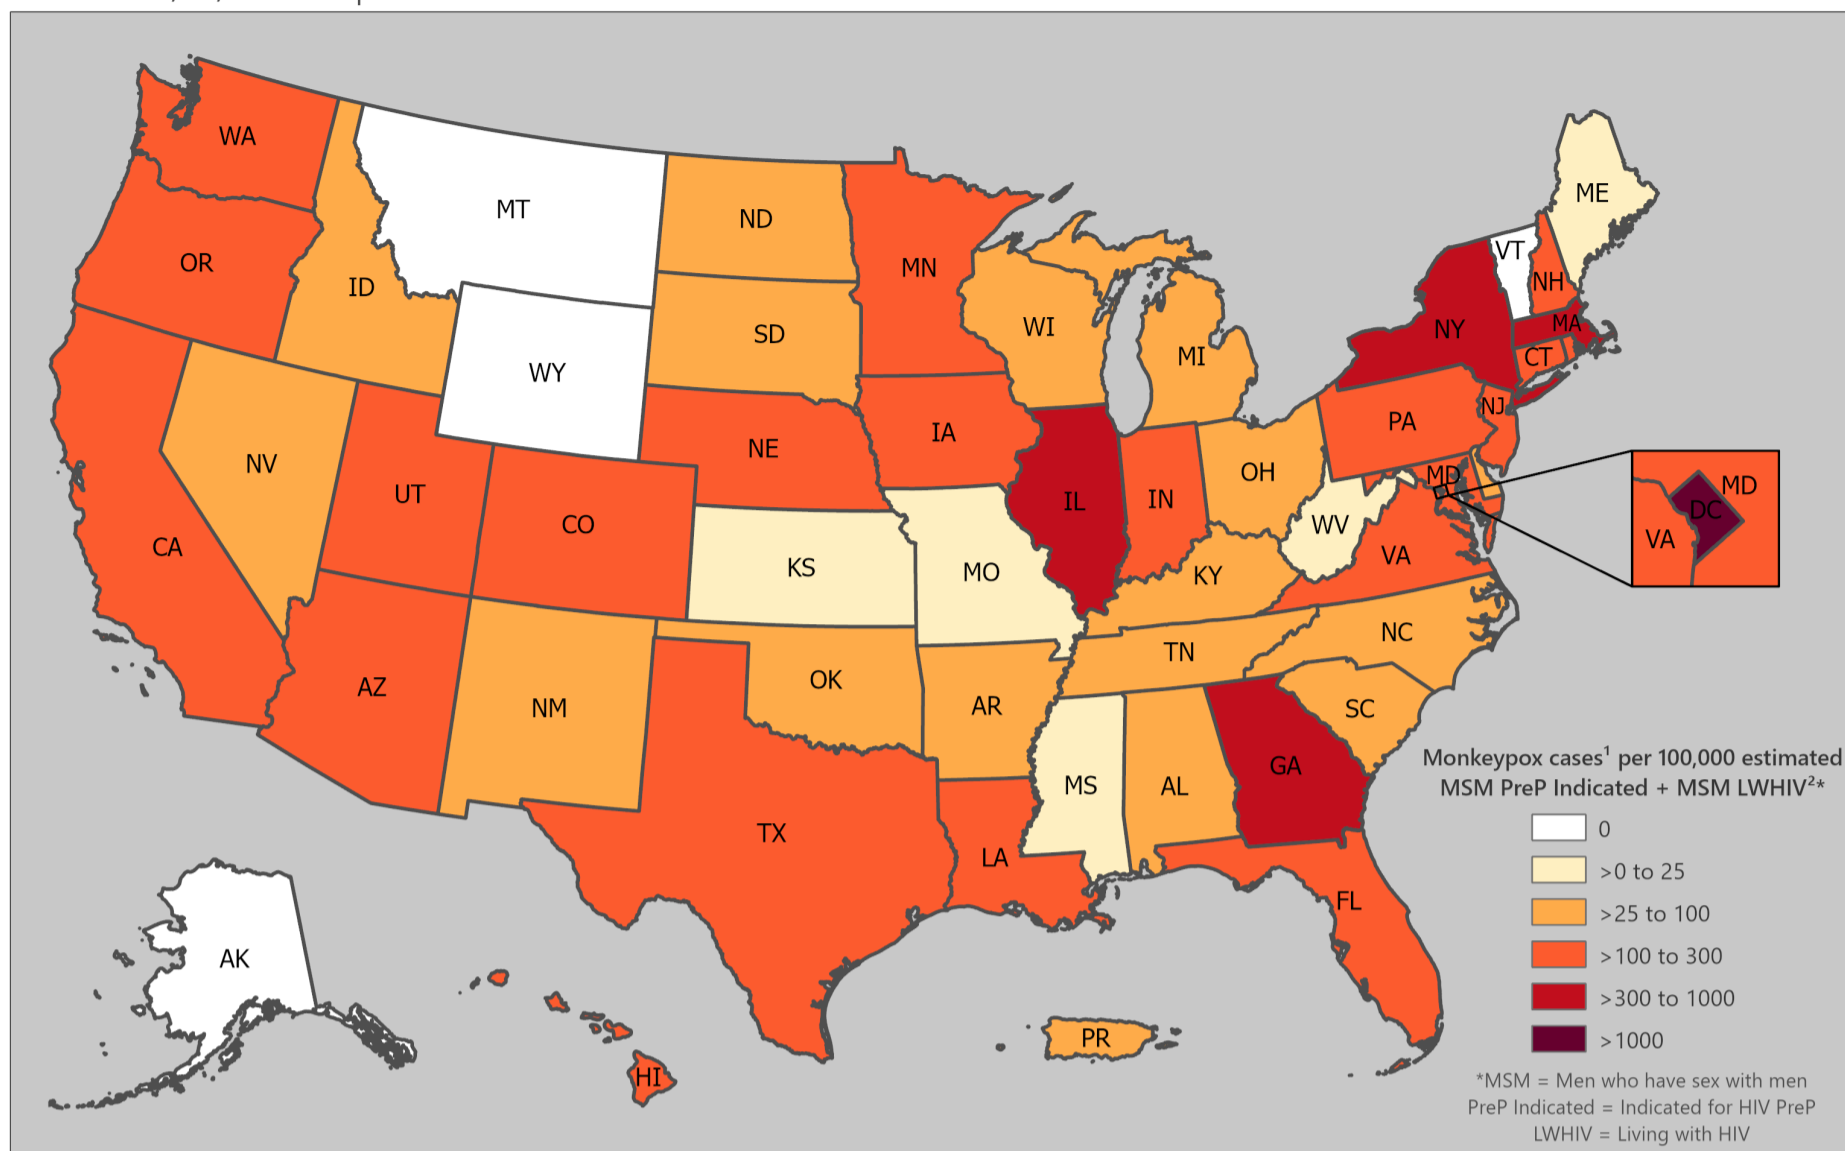 WA
MT
ND
MN
ME
OR
ID
SD
WI
MI
VT
NH
NY
MA
CT
WY
NE
IA
PA
NJ
NV
UT
CO
IL
IN
OH
MD
WV
VA
MD
DC
VA
CA
KS
MO
KY
AZ
NM
OK
AR
TN
NC
SC
MS
AL
GA
TX
LA
FL
AK
HI
PR
Monkeypox cases¹ per 100,000 estimated
MSM PreP Indicated + MSM LWHIV²*
0
>0 to 25
>25 to 100
>100 to 300
>300 to 1000
>1000
*MSM = Men who have sex with men
PreP Indicated = Indicated for HIV PreP
LWHIV = Living with HIV